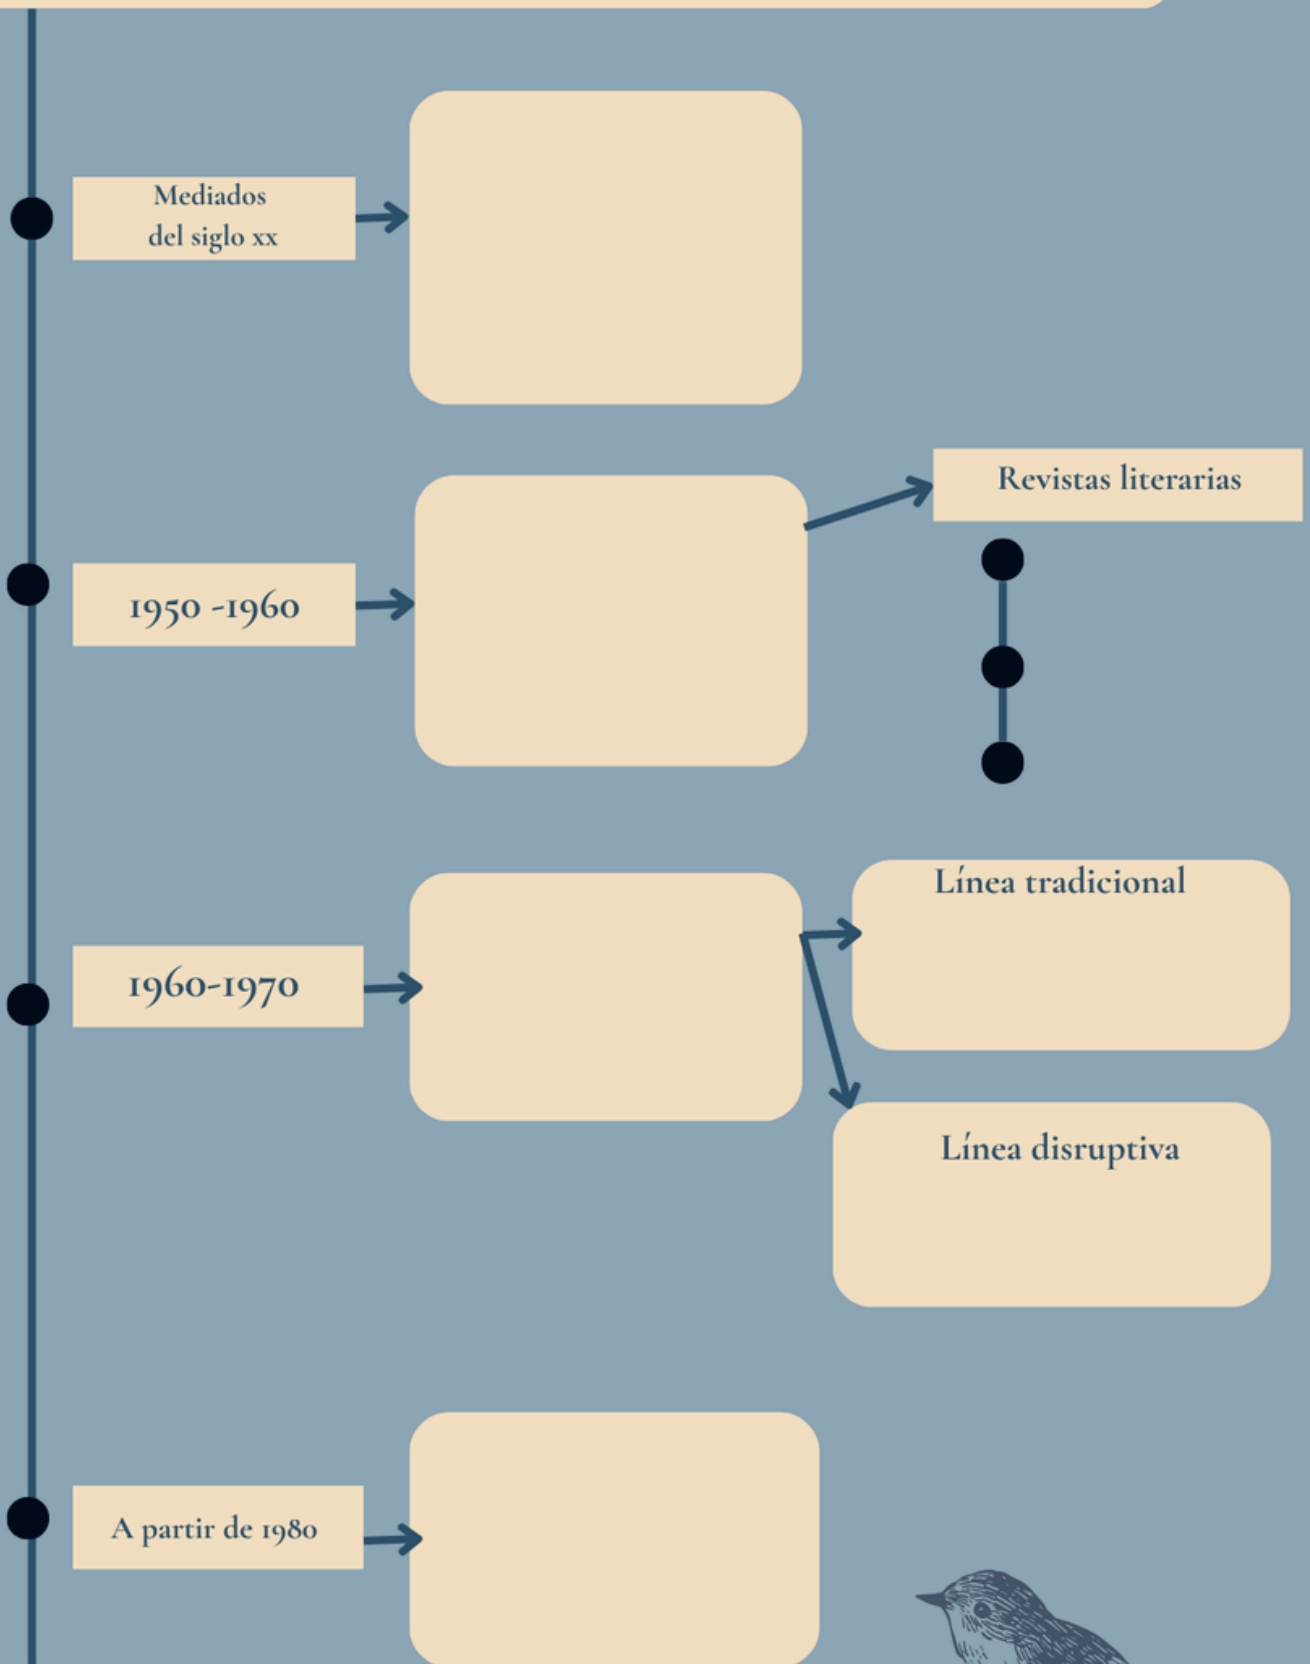 Mediados
del siglo xx
Revistas literarias
1950 -1960
Línea tradicional
1960-1970
Línea disruptiva
A partir de 1980